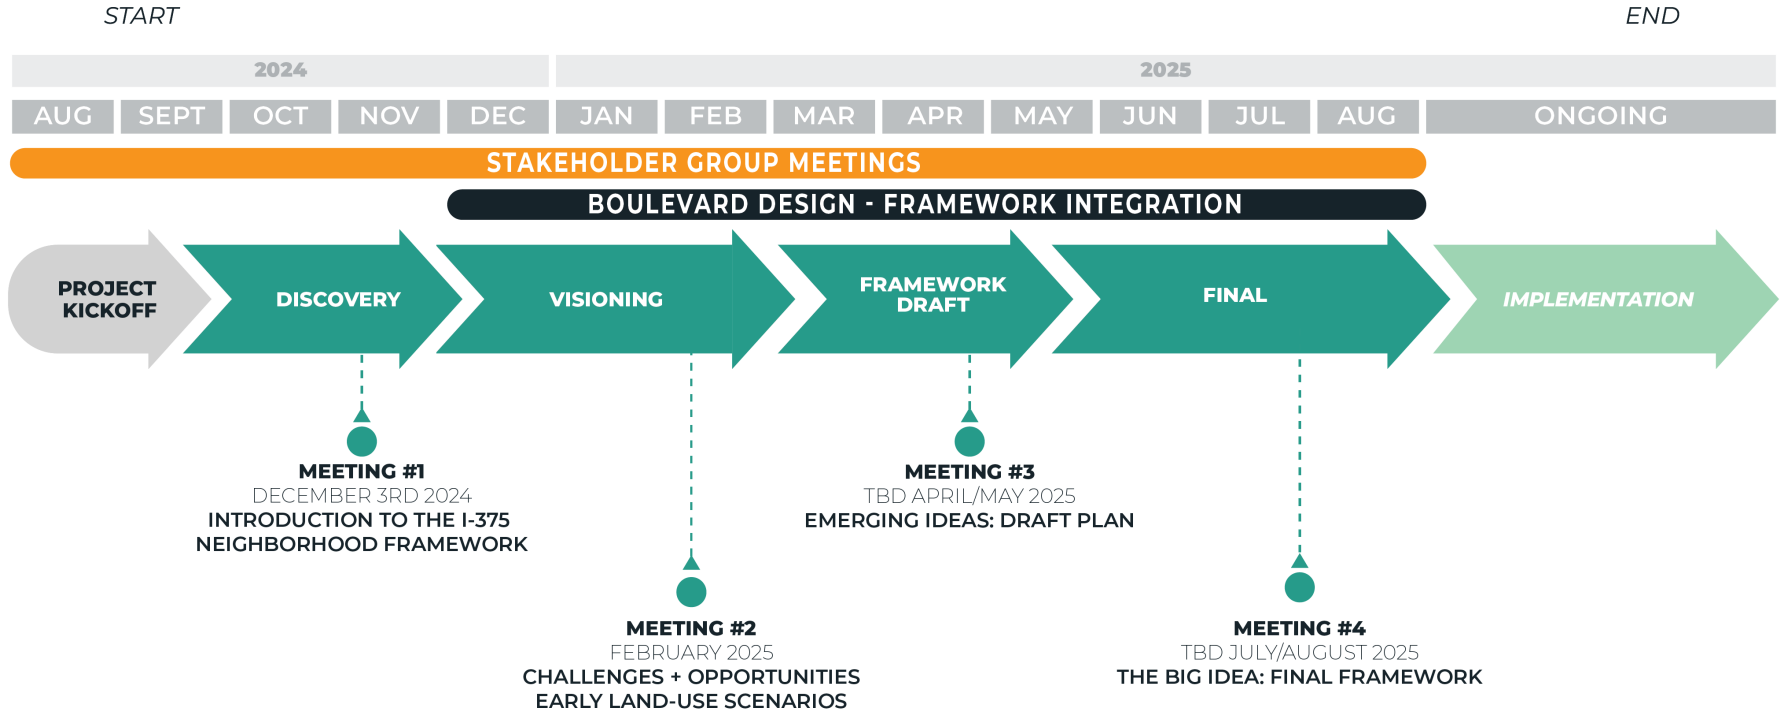 START
END
2024
2025
AUG
SEPT
OCT
NOV
DEC
JAN
FEB
MAR
APR
MAY
JUN
JUL
AUG
ONGOING
STAKEHOLDER GROUP MEETINGS
BOULEVARD DESIGN - FRAMEWORK INTEGRATION
PROJECT
KICKOFF
DISCOVERY
VISIONING
FRAMEWORK
DRAFT
FINAL
IMPLEMENTATION
MEETING #1
DECEMBER 3RD 2024
INTRODUCTION TO THE I-375
NEIGHBORHOOD FRAMEWORK
MEETING #2
FEBRUARY 2025
CHALLENGES + OPPORTUNITIES
EARLY LAND-USE SCENARIOS
MEETING #3
TBD APRIL/MAY 2025
EMERGING IDEAS: DRAFT PLAN
MEETING #4
TBD JULY/AUGUST 2025
THE BIG IDEA: FINAL FRAMEWORK